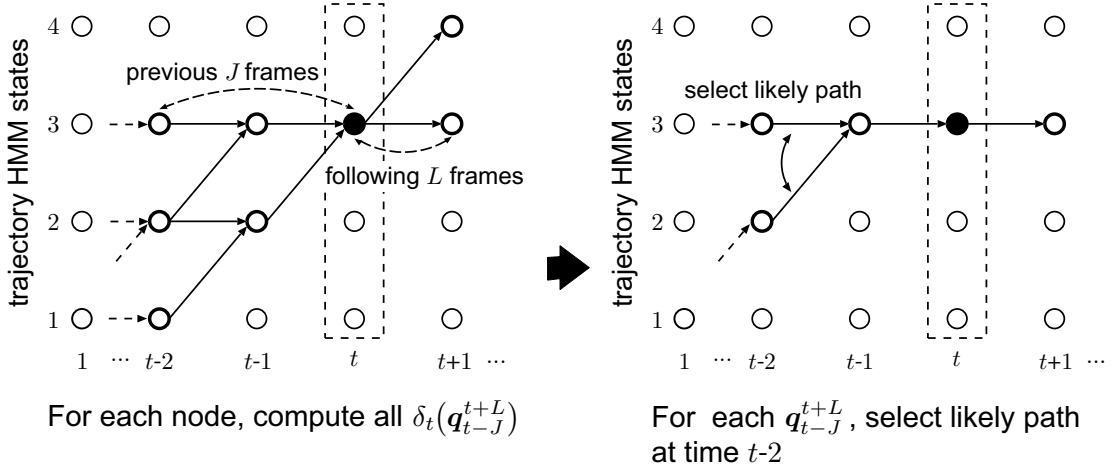 trajectory HMM states
4
3
2
1
previous J frames
following L frames
1 ··· t-2 t-1 t t+1 ···
For each node, compute all δ_t(q_{t−J}^{t+L})
trajectory HMM states
4
3
2
1
select likely path
1 ··· t-2 t-1 t t+1 ···
For each q_{t−J}^{t+L}, select likely path
at time t-2